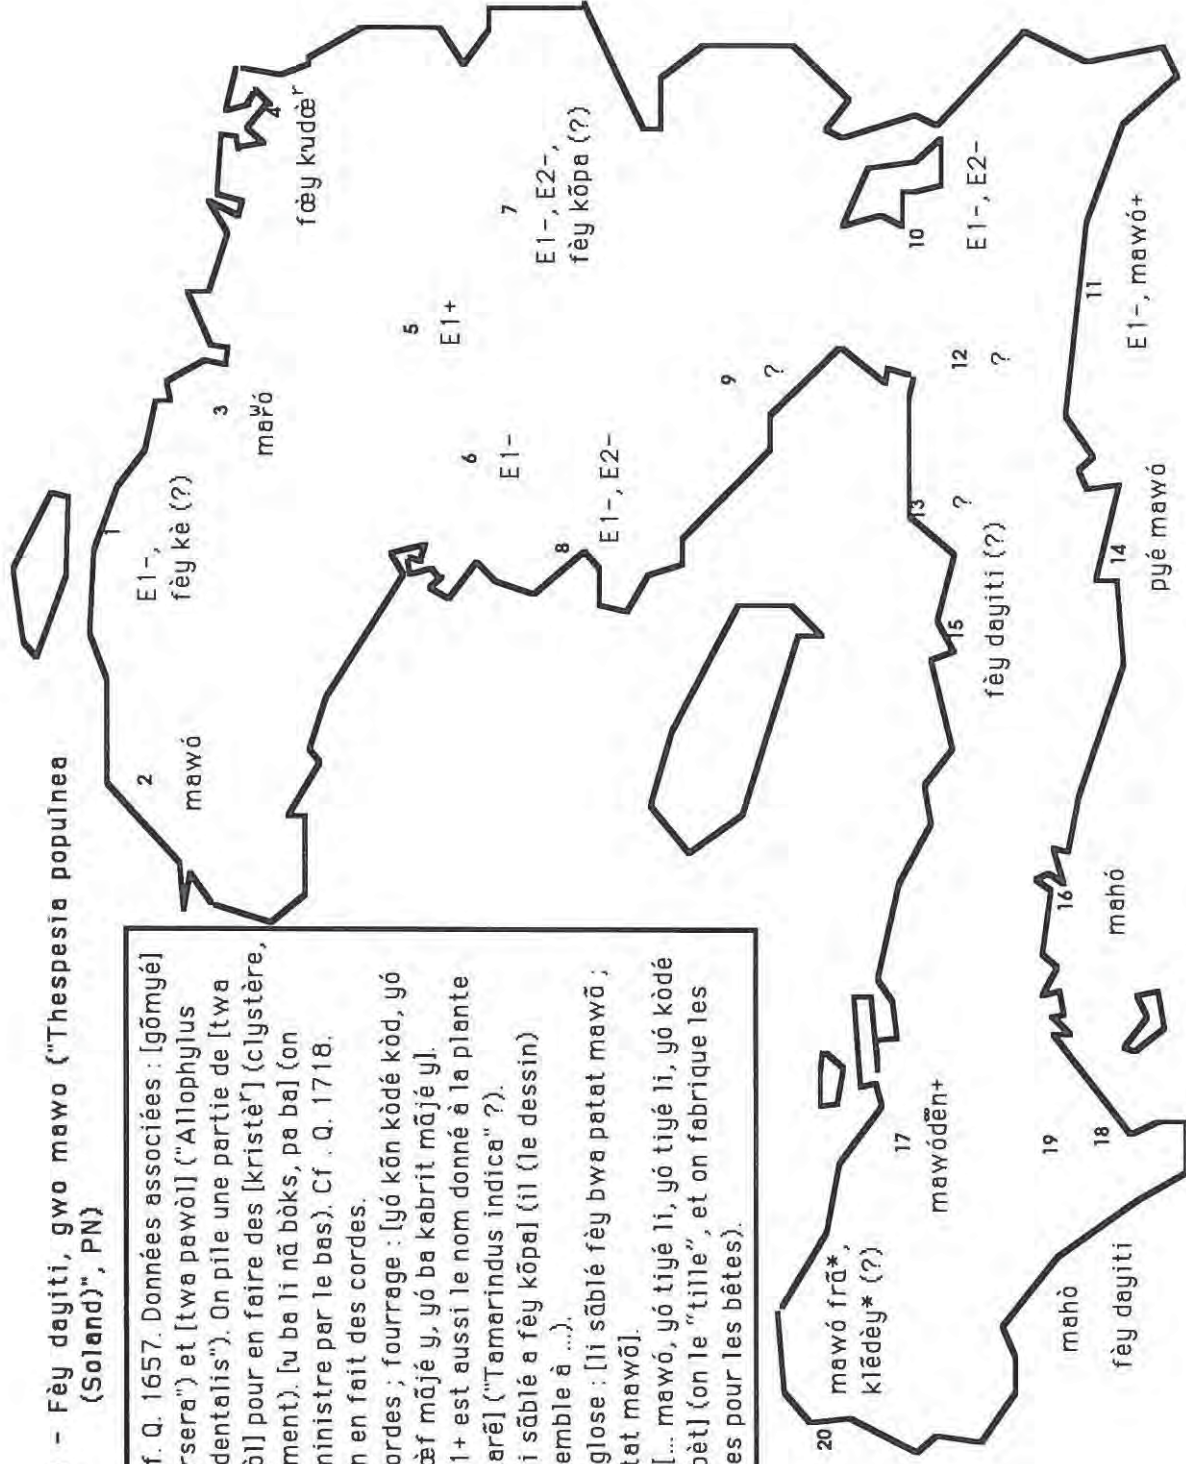 - Fèy dayiti, gwo mawo ("Thespesia populnea
(Soland)", PN)
f. Q. 1657. Données associées : [gõmyé]
rsera") et [twa pawòl] ("Allophylus
dentalis"). On pile une partie de [twa
òl] pour en faire des [kristèʳ] (clystère,
ment). [u ba li nã bòks, pa ba] (on
ministre par le bas). Cf. Q. 1718.
n en fait des cordes.
ordes ; fourrage : [yó kõn kòdé kòd, yó
œ̀f mãjé y, yó ba kabrit mãjé y].
1+ est aussi le nom donné à la plante
arẽ] ("Tamarindus indica" ?).
i sãblé a fèy kõpa] (il (le dessin)
emble à ...).
glose : [li sãblé fèy bwa patat mawõ ;
tat mawõ].
[... mawó, yó tiyé li, yó tiyé li, yó kòdé
bèt] (on le "tille", et on fabrique les
es pour les bêtes).
1
E1-,
fèy kè (?)
2
mawó
3
maʳwó
4
fœ̀y kudœ̀ʳ
5
E1+
6
E1-
7
E1-, E2-,
fèy kõpa (?)
8
E1-, E2-
9
?
10
E1-, E2-
11
E1-, mawó+
12
?
13
?
14
pyé mawó
15
fèy dayiti (?)
16
mahó
17
mawódẽn+
18
fèy dayiti
19
mahò
20
mawó frã*,
klẽdèy* (?)